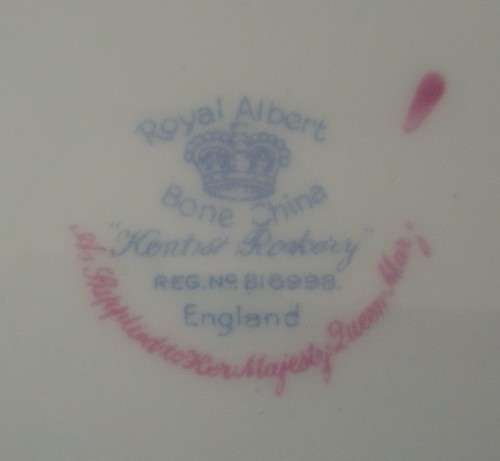 Royal Albert
Bone China
"Kentish Rockery"
REG. No. 816998.
England
As Supplied to Her Majesty Queen Mary